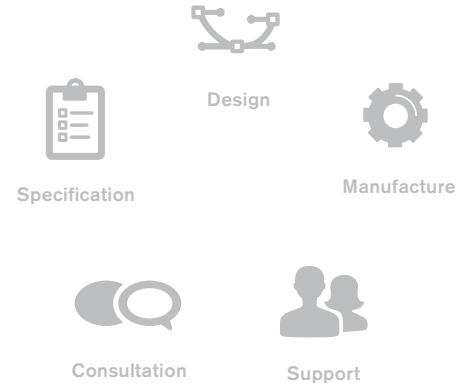 Design
Specification
Manufacture
Consultation
Support